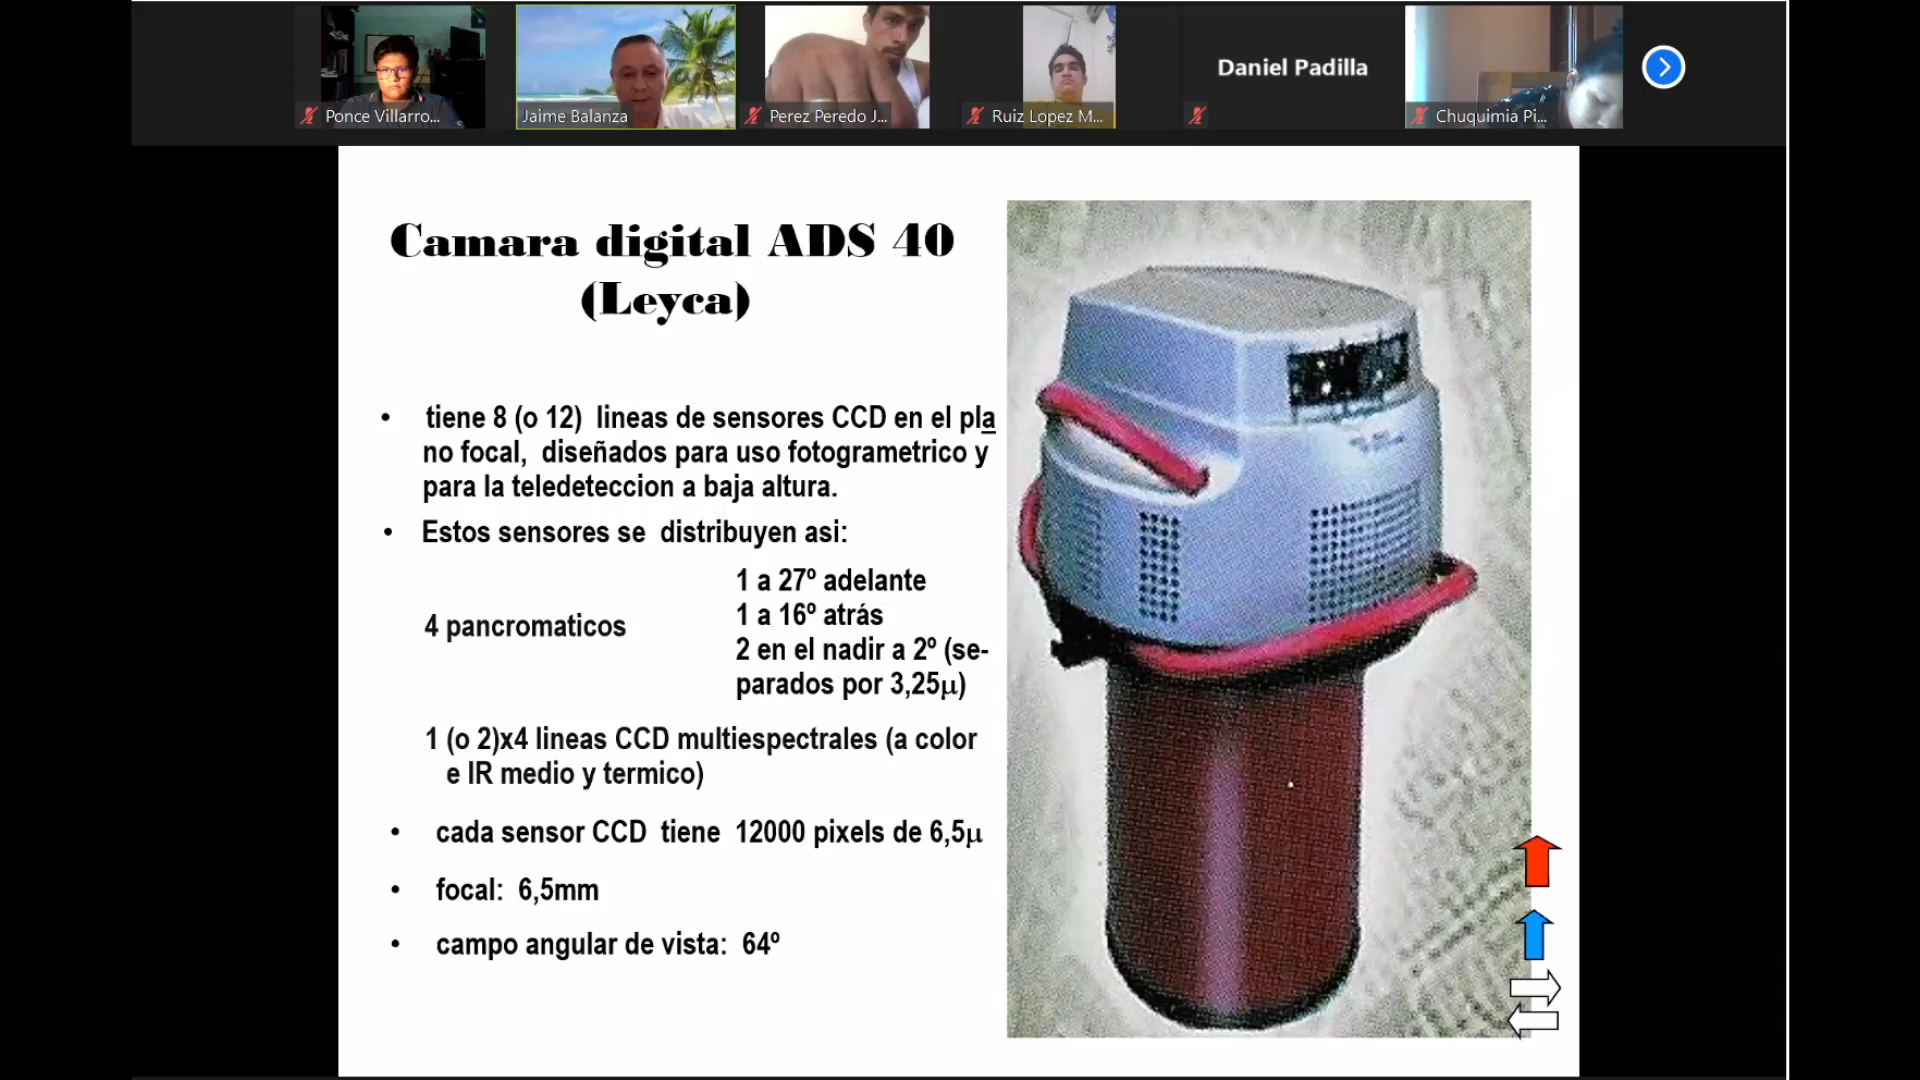 Ponce Villarro...
Jaime Balanza
Perez Peredo J...
Ruiz Lopez M...
Daniel Padilla
Chuquimia Pi...
Camara digital ADS 40
(Leyca)
• tiene 8 (o 12) lineas de sensores CCD en el pla
no focal, diseñados para uso fotogrametrico y
para la teledeteccion a baja altura.
• Estos sensores se distribuyen asi:
1 a 27º adelante
1 a 16º atrás
4 pancromaticos
2 en el nadir a 2º (se-
parados por 3,25µ)
1 (o 2)x4 lineas CCD multiespectrales (a color
e IR medio y termico)
• cada sensor CCD tiene 12000 pixels de 6,5µ
• focal: 6,5mm
• campo angular de vista: 64º